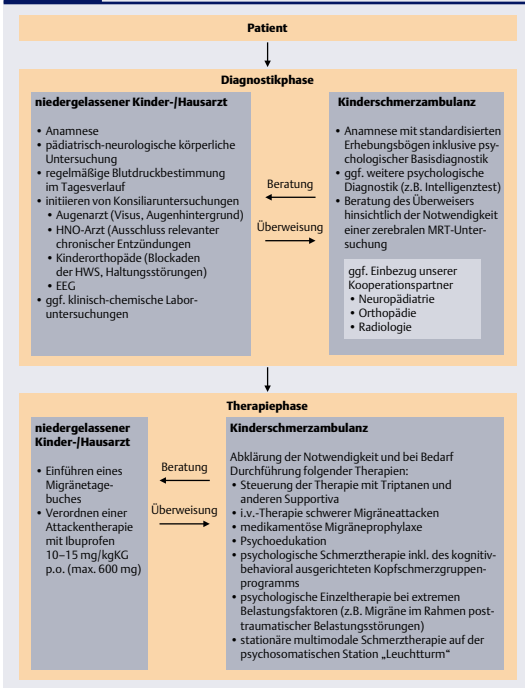 Patient
Diagnostikphase
niedergelassener Kinder-/Hausarzt
• Anamnese
• pädiatrisch-neurologische körperliche
Untersuchung
• regelmäßige Blutdruckbestimmung
im Tagesverlauf
• initiieren von Konsiliaruntersuchungen
• Augenarzt (Visus, Augenhintergrund)
• HNO-Arzt (Ausschluss relevanter
chronischer Entzündungen
• Kinderorthopäde (Blockaden
der HWS, Haltungsstörungen)
• EEG
• ggf. klinisch-chemische Labor-
untersuchungen
Beratung
Überweisung
Kinderschmerzambulanz
• Anamnese mit standardisierten
Erhebungsbögen inklusive psy-
chologischer Basisdiagnostik
• ggf. weitere psychologische
Diagnostik (z.B. Intelligenztest)
• Beratung des Überweisers
hinsichtlich der Notwendigkeit
einer zerebralen MRT-Unter-
suchung
ggf. Einbezug unserer
Kooperationspartner
• Neuropädiatrie
• Orthopädie
• Radiologie
Therapiephase
niedergelassener
Kinder-/Hausarzt
• Einführen eines
Migränetage-
buches
• Verordnen einer
Attackentherapie
mit Ibuprofen
10–15 mg/kgKG
p.o. (max. 600 mg)
Beratung
Überweisung
Kinderschmerzambulanz
Abklärung der Notwendigkeit und bei Bedarf
Durchführung folgender Therapien:
• Steuerung der Therapie mit Triptanen und
anderen Supportiva
• i.v.-Therapie schwerer Migräneattacken
• medikamentöse Migräneprophylaxe
• Psychoedukation
• psychologische Schmerztherapie inkl. des kognitiv-
behavioral ausgerichteten Kopfschmerzgruppen-
programms
• psychologische Einzeltherapie bei extremen
Belastungsfaktoren (z.B. Migräne im Rahmen post-
traumatischer Belastungsstörungen)
• stationäre multimodale Schmerztherapie auf der
psychosomatischen Station „Leuchtturm“